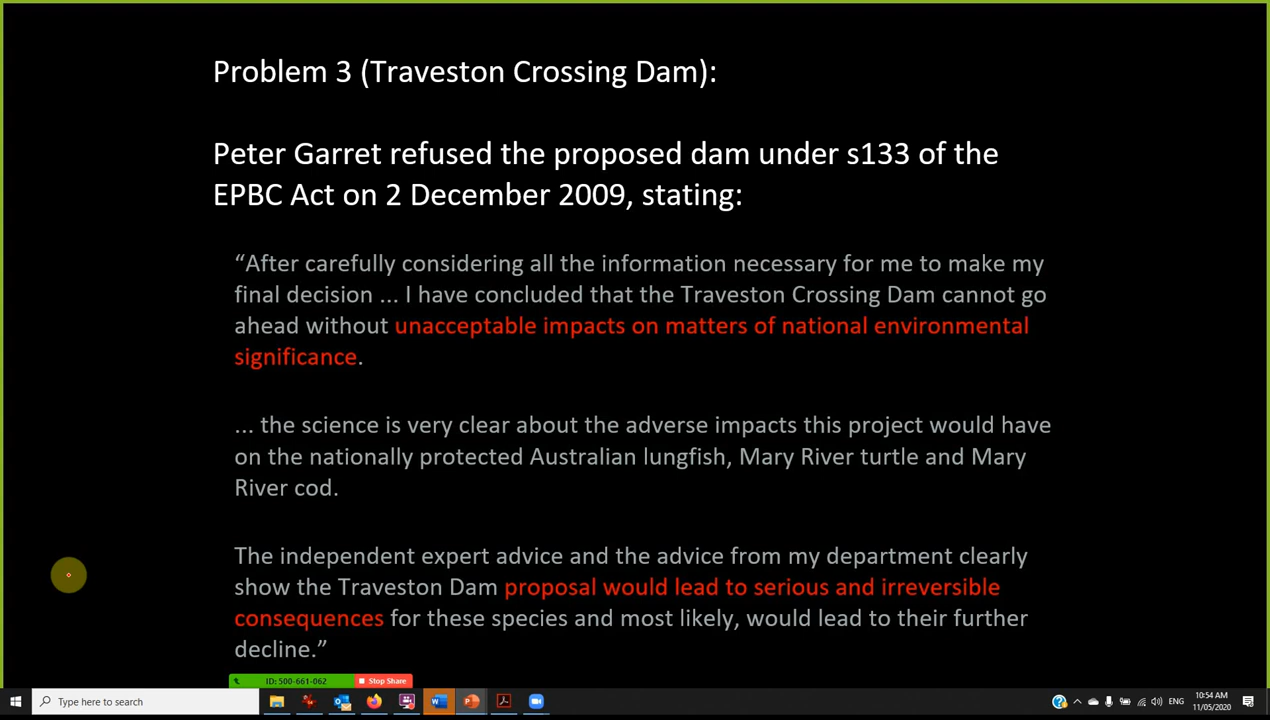 Problem 3 (Traveston Crossing Dam):
Peter Garret refused the proposed dam under s133 of the
EPBC Act on 2 December 2009, stating:
“After carefully considering all the information necessary for me to make my
final decision ... I have concluded that the Traveston Crossing Dam cannot go
ahead without unacceptable impacts on matters of national environmental
significance.
... the science is very clear about the adverse impacts this project would have
on the nationally protected Australian lungfish, Mary River turtle and Mary
River cod.
The independent expert advice and the advice from my department clearly
show the Traveston Dam proposal would lead to serious and irreversible
consequences for these species and most likely, would lead to their further
decline.”
ID: 500-661-062 Stop Share
Type here to search
ENG
10:54 AM
11/05/2020